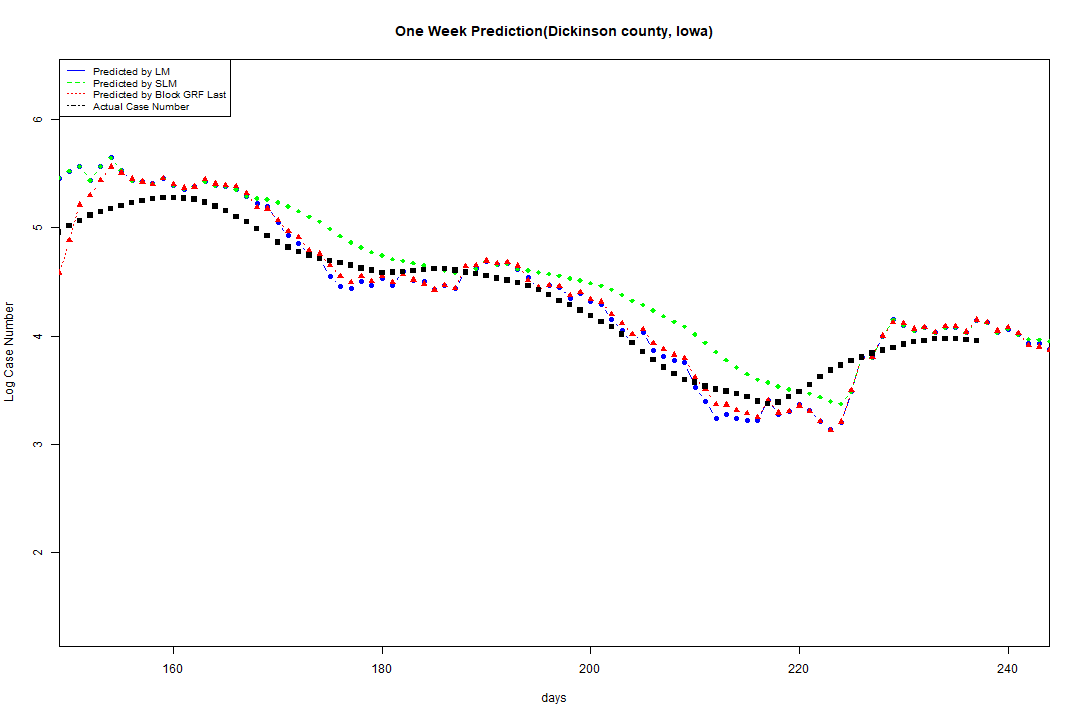 One Week Prediction(Dickinson county, Iowa)
Predicted by LM
Predicted by SLM
Predicted by Block GRF Last
Actual Case Number
6
5
4
3
2
Log Case Number
160 180 200 220 240
days